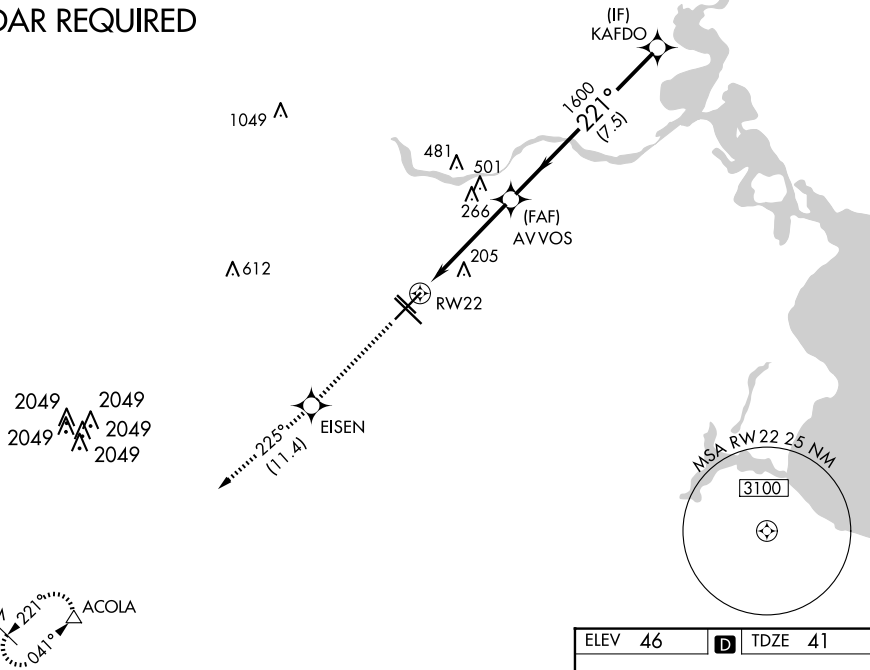 DAR REQUIRED
(IF)
KAFDO
1600
221°
(7.5)
1049
481
501
266
(FAF)
AVVOS
205
612
RW22
2049
2049
2049
2049
2049
EISEN
225°
(11.4)
MSA RW22 25 NM
3100
221°
041°
ACOLA
ELEV 46 D TDZE 41